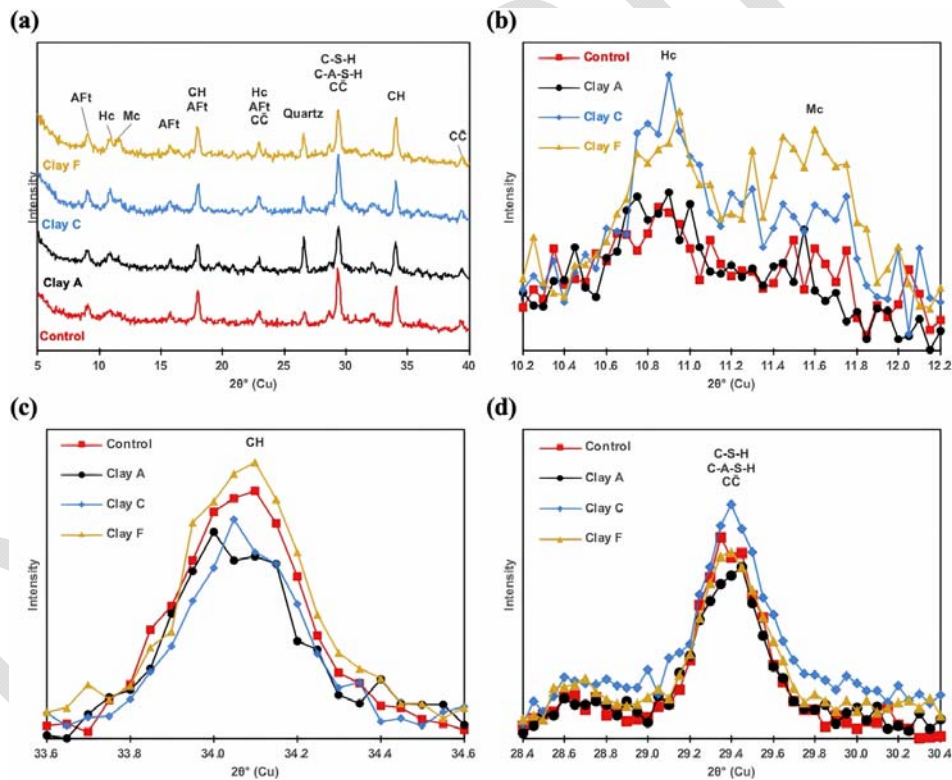 (a)
AFt
Hc
Mc
AFt
CH
AFt
Hc
AFt
CČ
Quartz
C-S-H
C-A-S-H
CČ
CH
CČ
Clay F
Clay C
Clay A
Control
Intensity
5 10 15 20 25 30 35 40
2θ° (Cu)
(b)
Control
Clay A
Clay C
Clay F
Hc
Mc
Intensity
10.2 10.4 10.6 10.8 11.0 11.2 11.4 11.6 11.8 12.0 12.2
2θ° (Cu)
(c)
Control
Clay A
Clay C
Clay F
CH
Intensity
33.6 33.8 34.0 34.2 34.4 34.6
2θ° (Cu)
(d)
Control
Clay A
Clay C
Clay F
C-S-H
C-A-S-H
CČ
Intensity
28.4 28.6 28.8 29.0 29.2 29.4 29.6 29.8 30.0 30.2 30.4
2θ° (Cu)